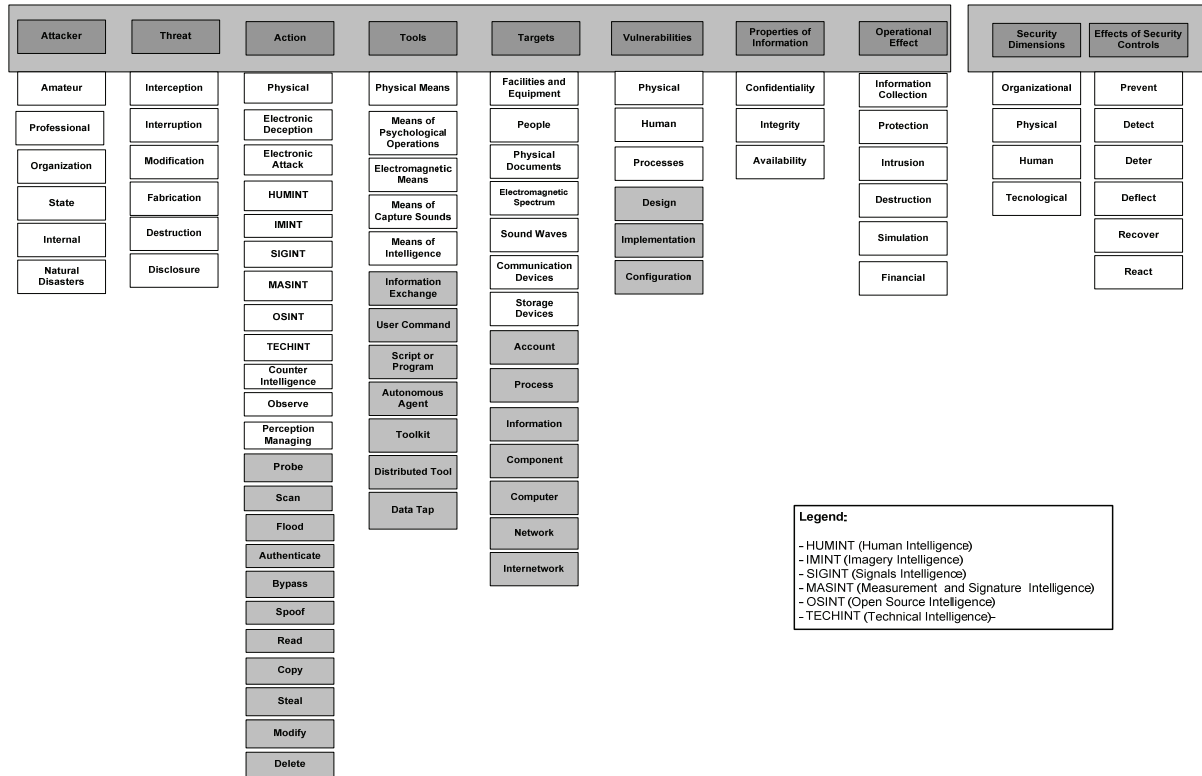 Attacker
Threat
Action
Tools
Targets
Vulnerabilities
Properties of
Information
Operational
Effect
Security
Dimensions
Effects of Security
Controls
Amateur
Professional
Organization
State
Internal
Natural
Disasters
Interception
Interruption
Modification
Fabrication
Destruction
Disclosure
Physical
Electronic
Deception
Electronic
Attack
HUMINT
IMINT
SIGINT
MASINT
OSINT
TECHINT
Counter
Intelligence
Observe
Perception
Managing
Probe
Scan
Flood
Authenticate
Bypass
Spoof
Read
Copy
Steal
Modify
Delete
Physical Means
Means of
Psychological
Operations
Electromagnetic
Means
Means of
Capture Sounds
Means of
Intelligence
Information
Exchange
User Command
Script or
Program
Autonomous
Agent
Toolkit
Distributed Tool
Data Tap
Facilities and
Equipment
People
Physical
Documents
Electromagnetic
Spectrum
Sound Waves
Communication
Devices
Storage
Devices
Account
Process
Information
Component
Computer
Network
Internetwork
Physical
Human
Processes
Design
Implementation
Configuration
Confidentiality
Integrity
Availability
Information
Collection
Protection
Intrusion
Destruction
Simulation
Financial
Organizational
Physical
Human
Tecnological
Prevent
Detect
Deter
Deflect
Recover
React
Legend:
- HUMINT (Human Intelligence)
- IMINT (Imagery Intelligence)
- SIGINT (Signals Intelligence)
- MASINT (Measurement and Signature Intelligence)
- OSINT (Open Source Intelligence)
- TECHINT (Technical Intelligence)-